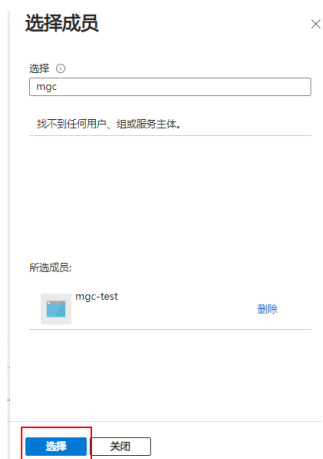 选择成员
选择
mgc
找不到任何用户、组或服务主体。
所选成员:
mgc-test
删除
选择 关闭